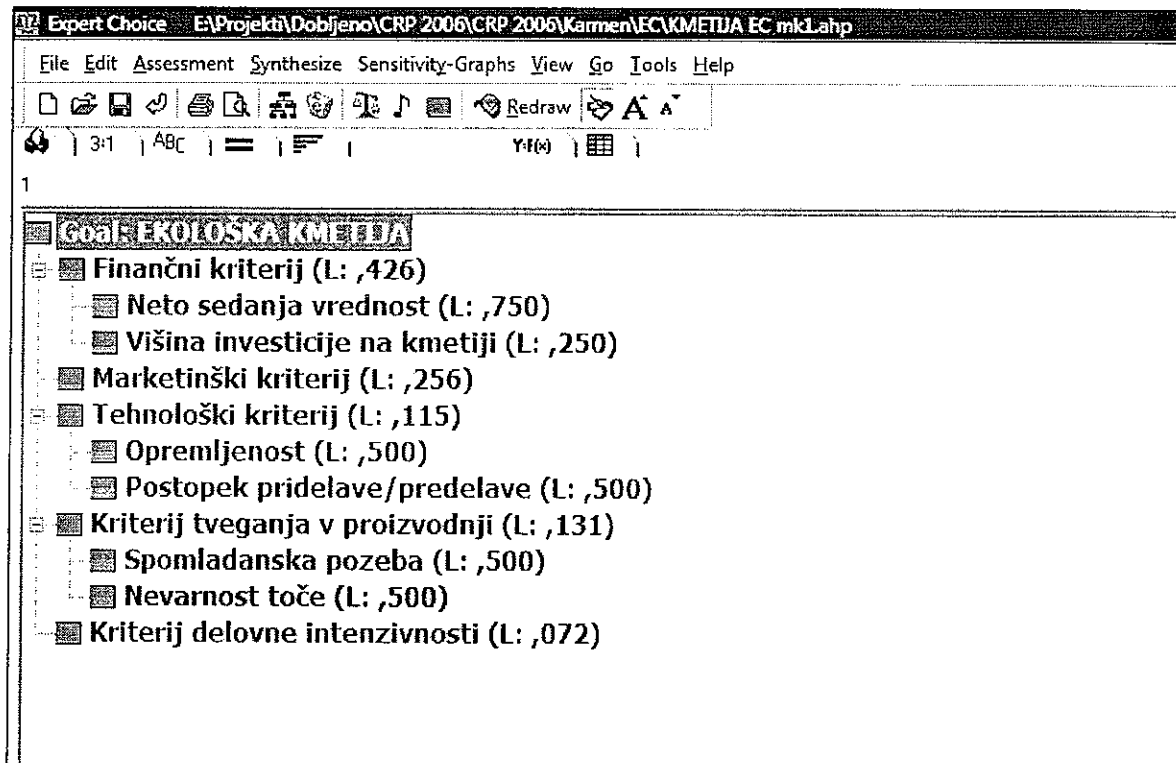 Expert Choice E:\Projekti\Dobljeno\CRP 2006\CRP 2006\Karmen\EC\KMETIJA EC mk1.ahp
File Edit Assessment Synthesize Sensitivity-Graphs View Go Tools Help
Redraw A A
3:1 ABC Y:F(x)
1
Goal: EKOLOŠKA KMETIJA
Finančni kriterij (L: ,426)
Neto sedanja vrednost (L: ,750)
Višina investicije na kmetiji (L: ,250)
Marketinški kriterij (L: ,256)
Tehnološki kriterij (L: ,115)
Opremljenost (L: ,500)
Postopek pridelave/predelave (L: ,500)
Kriterij tveganja v proizvodnji (L: ,131)
Spomladanska pozeba (L: ,500)
Nevarnost toče (L: ,500)
Kriterij delovne intenzivnosti (L: ,072)